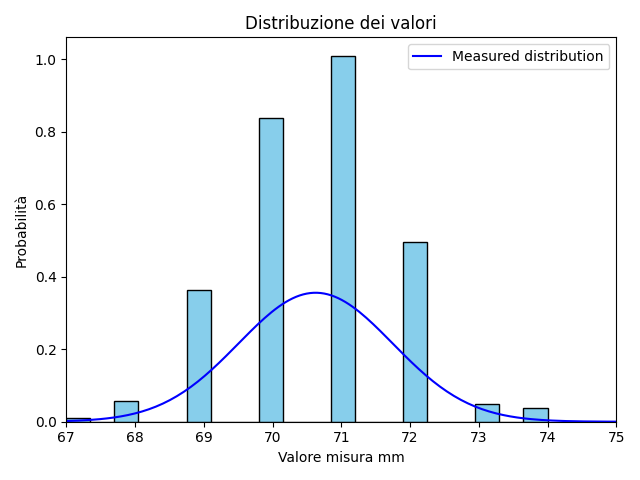 Distribuzione dei valori
Measured distribution
Probabilità
1.0
0.8
0.6
0.4
0.2
0.0
67 68 69 70 71 72 73 74 75
Valore misura mm